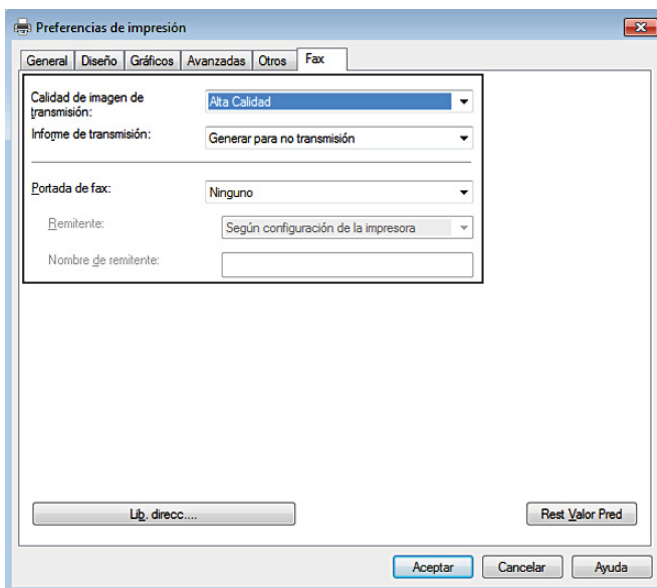 Preferencias de impresión
General Diseño Gráficos Avanzadas Otros Fax
Calidad de imagen de transmisión: Alta Calidad
Informe de transmisión: Generar para no transmisión
Portada de fax: Ninguno
Remitente: Según configuración de la impresora
Nombre de remitente:
Lib. direcc.... Rest Valor Pred
Aceptar Cancelar Ayuda